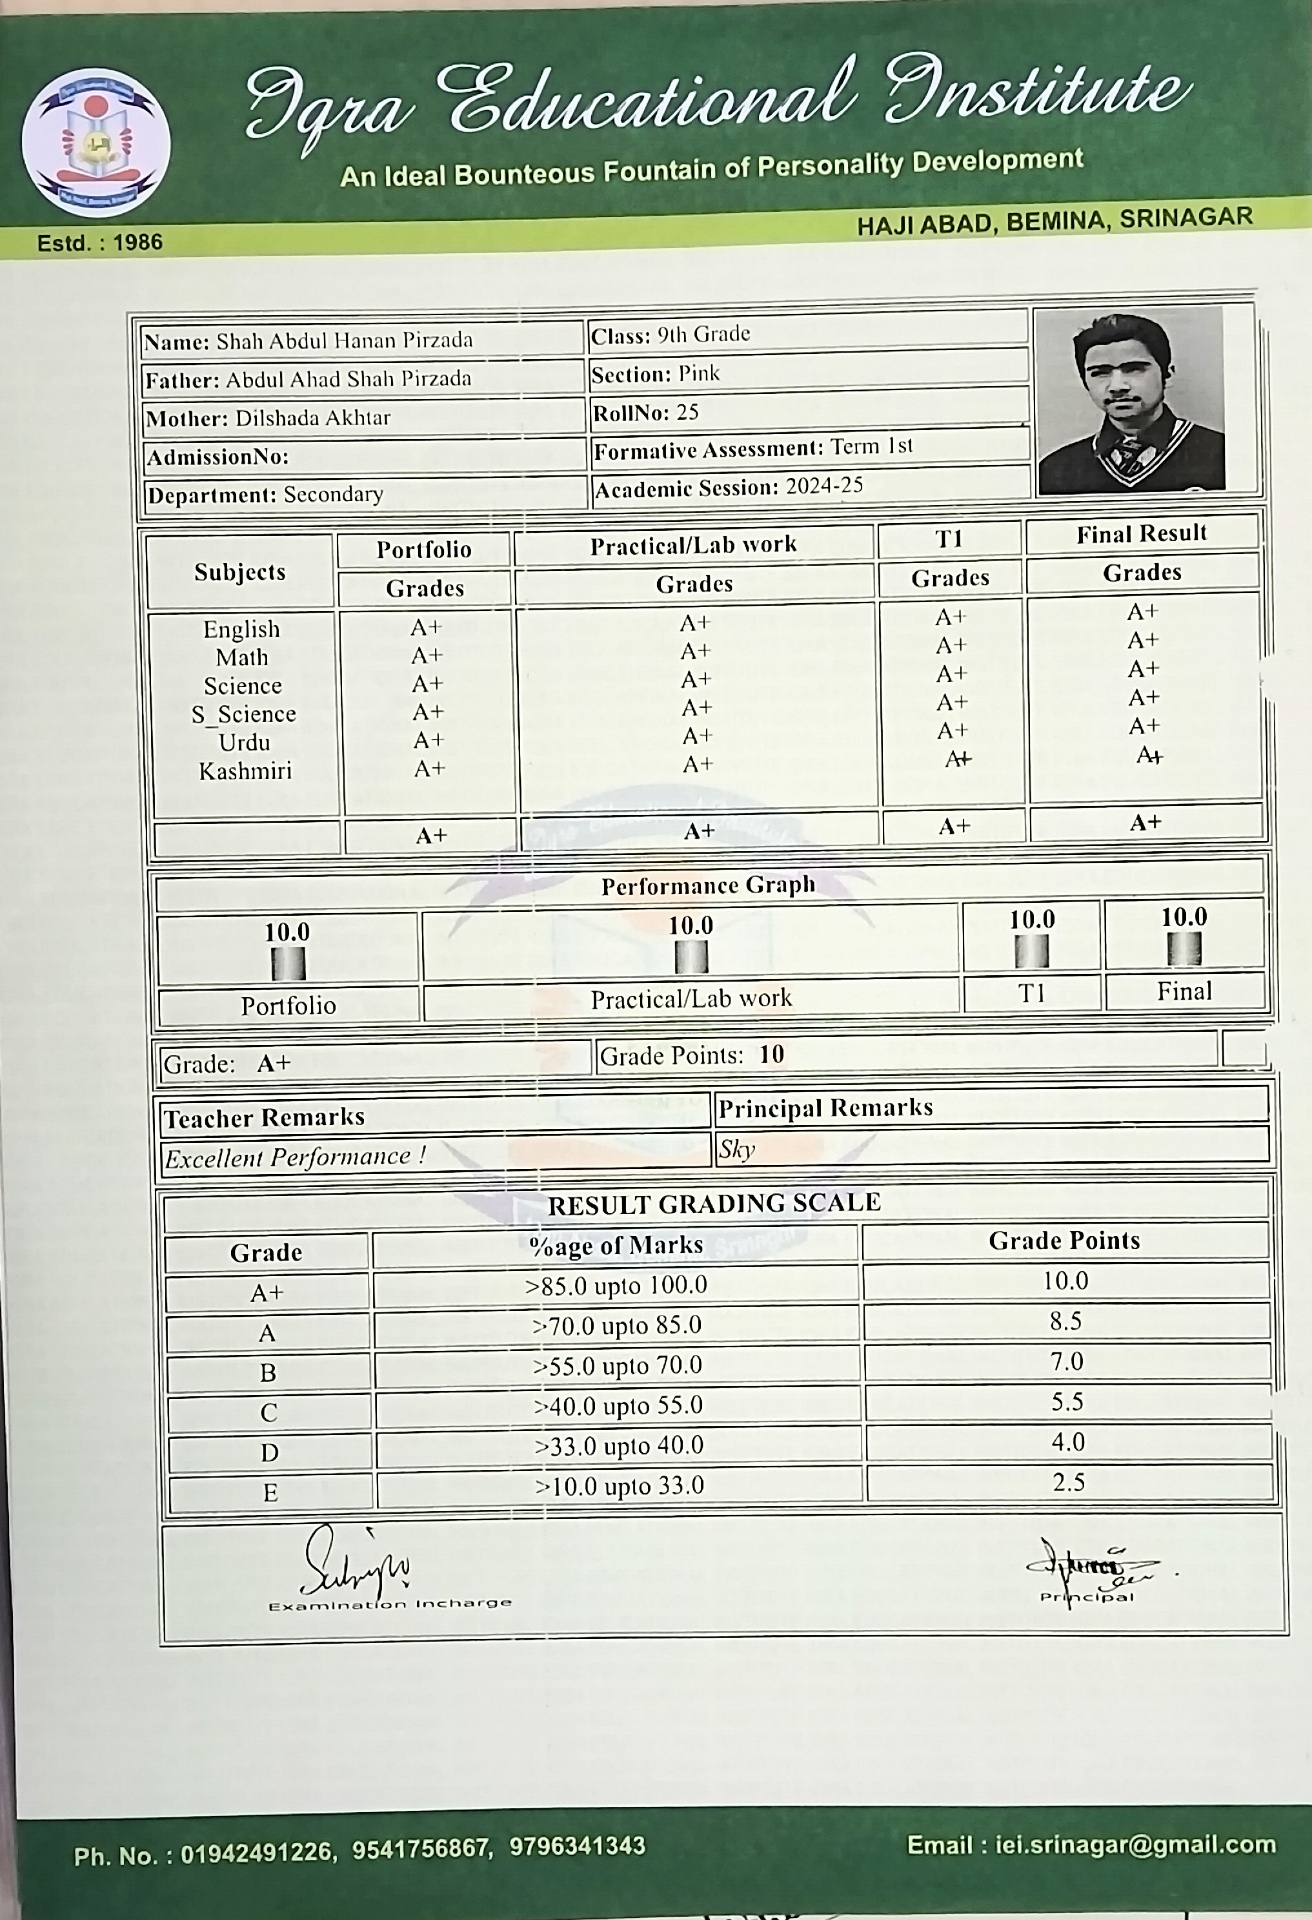 Iqra Educational Institute
An Ideal Bounteous Fountain of Personality Development
HAJI ABAD, BEMINA, SRINAGAR
Estd. : 1986
Name: Shah Abdul Hanan Pirzada Class: 9th Grade
Father: Abdul Ahad Shah Pirzada Section: Pink
Mother: Dilshada Akhtar RollNo: 25
AdmissionNo: Formative Assessment: Term 1st
Department: Secondary Academic Session: 2024-25
Subjects Portfolio Practical/Lab work T1 Final Result
Grades Grades Grades Grades
English A+ A+ A+ A+
Math A+ A+ A+ A+
Science A+ A+ A+ A+
S_Science A+ A+ A+ A+
Urdu A+ A+ A+ A+
Kashmiri A+ A+ A+ A+
A+ A+ A+ A+
Performance Graph
10.0 10.0 10.0 10.0
Portfolio Practical/Lab work T1 Final
Grade: A+ Grade Points: 10
Teacher Remarks Principal Remarks
Excellent Performance ! Sky
RESULT GRADING SCALE
Grade %age of Marks Grade Points
A+ >85.0 upto 100.0 10.0
A >70.0 upto 85.0 8.5
B >55.0 upto 70.0 7.0
C >40.0 upto 55.0 5.5
D >33.0 upto 40.0 4.0
E >10.0 upto 33.0 2.5
Examination Incharge Principal
Ph. No. : 01942491226, 9541756867, 9796341343
Email : iei.srinagar@gmail.com